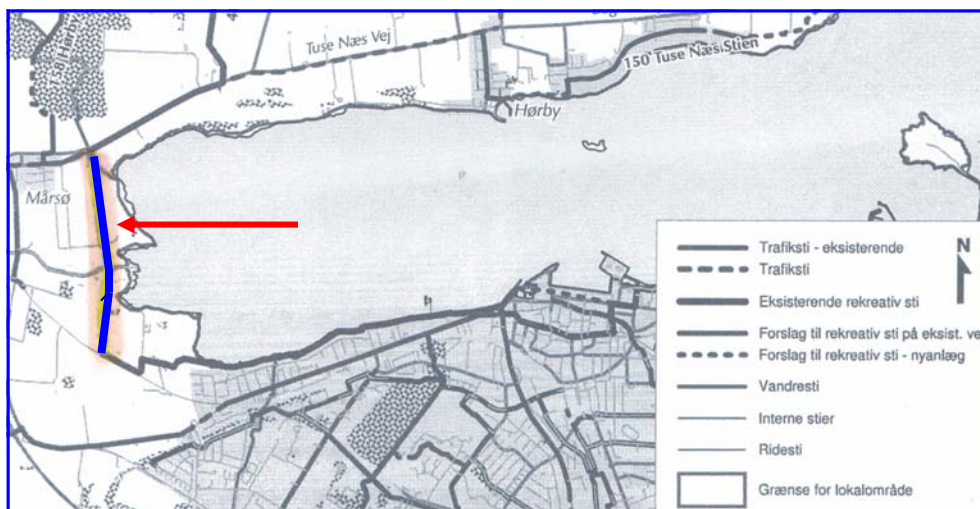 Tuse Næs Vej
150 Tuse Næs Stien
Hørby
Mårsø
Trafiksti - eksisterende
Trafiksti
Eksisterende rekreativ sti
Forslag til rekreativ sti på eksist. ve
Forslag til rekreativ sti - nyanlæg
Vandresti
Interne stier
Ridesti
Grænse for lokalområde
N